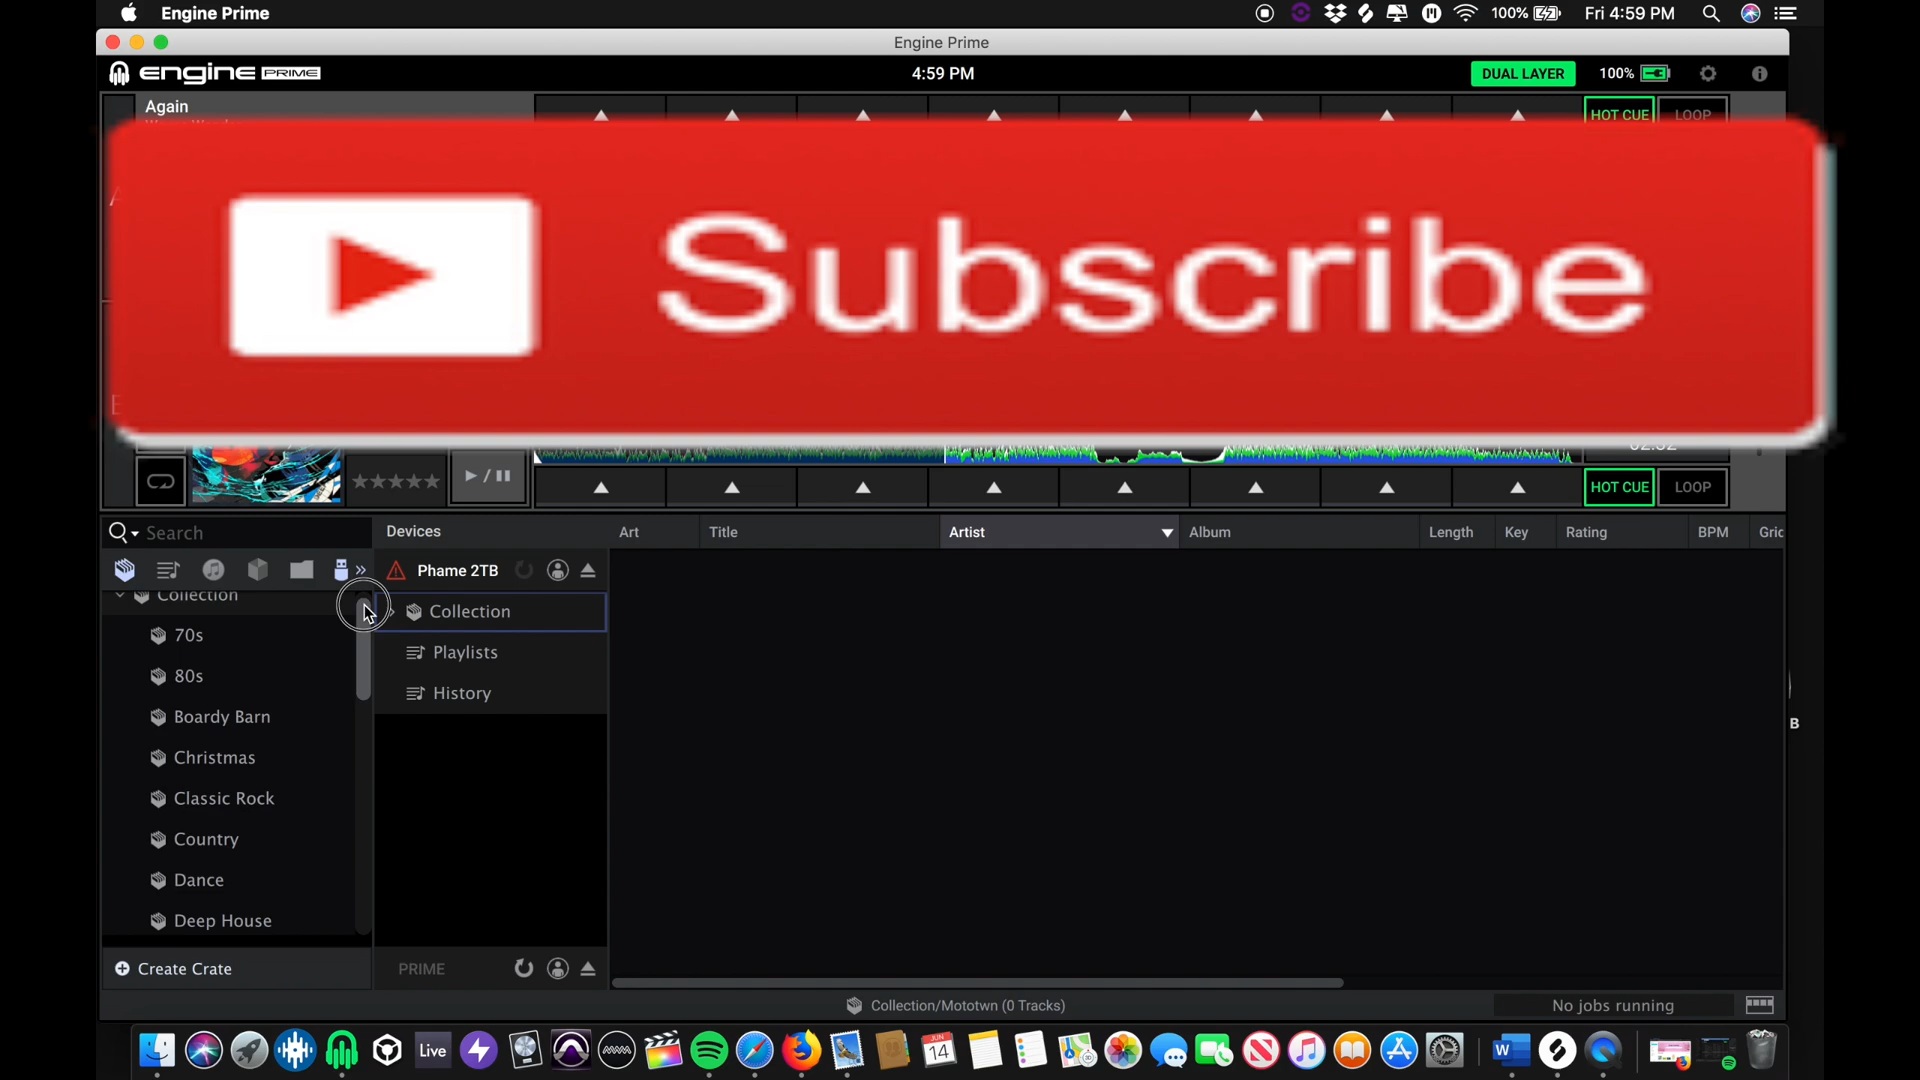 Engine Prime
100%
Fri 4:59 PM
Engine Prime
engine PRIME
4:59 PM
DUAL LAYER
100%
Again
HOT CUE
LOOP
Subscribe
HOT CUE
LOOP
Search
Devices
Art
Title
Artist
Album
Length
Key
Rating
BPM
Phame 2TB
Collection
Collection
70s
Playlists
80s
History
Boardy Barn
B
Christmas
Classic Rock
Country
Dance
Deep House
Create Crate
PRIME
Collection/Mototwn (0 Tracks)
No jobs running
Live
JUN
14
W